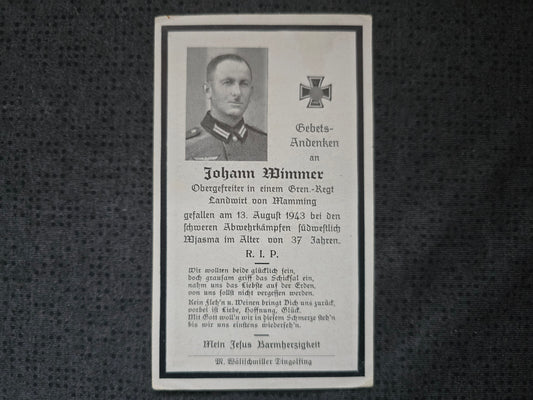 Gebets-
Andenken
an
Johann Wimmer
Obergefreiter in einem Gren.-Regt
Landwirt von Mamming
gefallen am 13. August 1943 bei den
schweren Abwehrkämpfen südwestlich
Wjasma im Alter von 37 Jahren.
R. I. P.
Wir wollten beide glücklich sein,
doch grausam griff das Schicksal ein,
nahm uns das Liebste auf der Erden,
von uns sollst nicht vergessen werden.
Kein Fleh'n u. Weinen bringt Dich uns zurück,
vorbei ist Liebe, Hoffnung, Glück.
Mit Gott woll'n wir in diesem Schmerze steh'n
bis wir uns einstens wiederseh'n.
Mein Jesus Barmherzigkeit
M. Wälischmiller Dingolfing